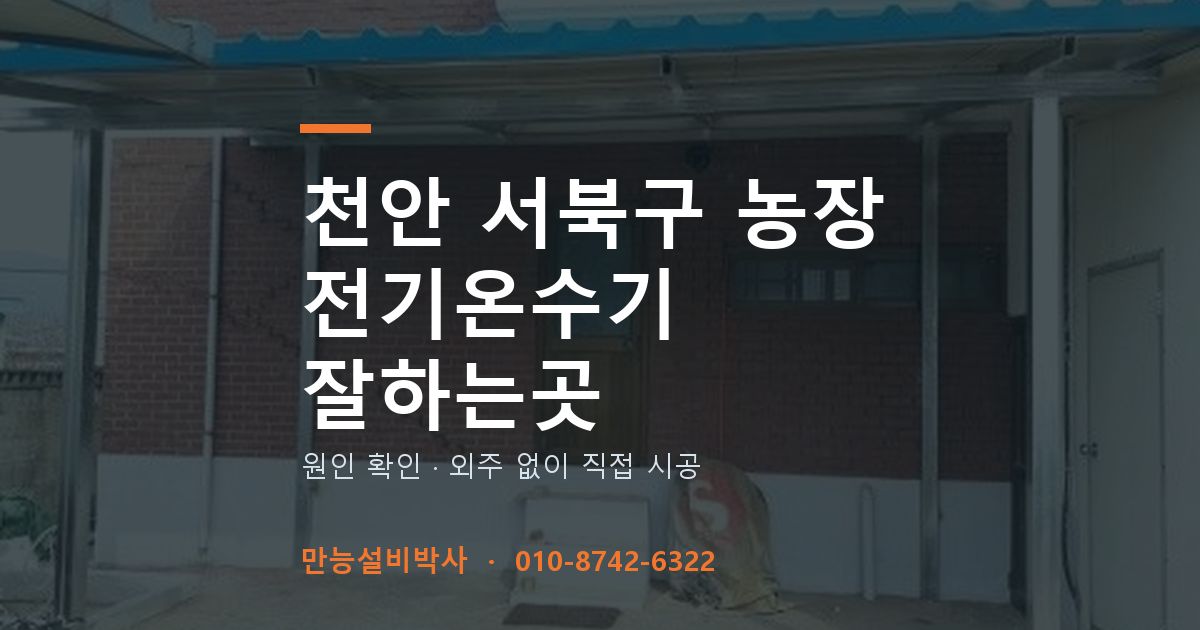 천안 서북구 농장
전기온수기
잘하는곳
원인 확인 · 외주 없이 직접 시공
만능설비박사 · 010-8742-6322
S